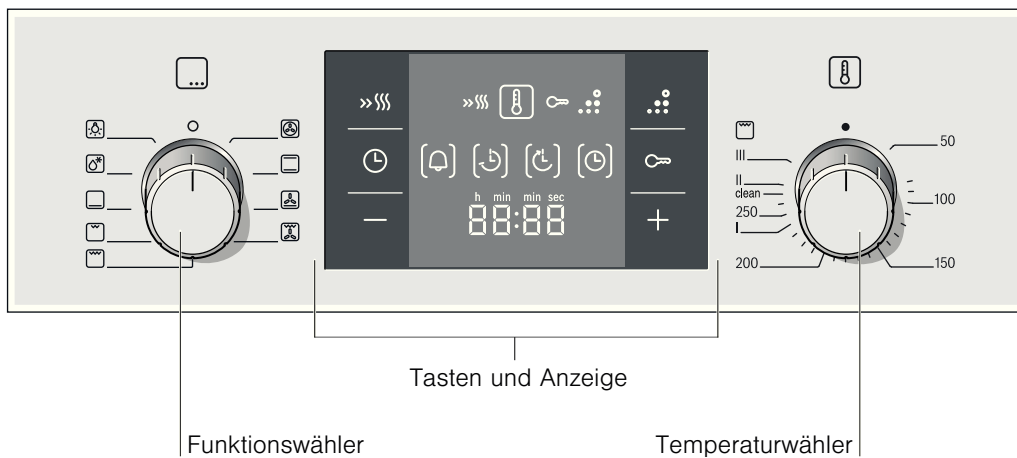 h min min sec
88:88
III
II
clean
250
I
200
50
100
150
Tasten und Anzeige
Funktionswähler
Temperaturwähler